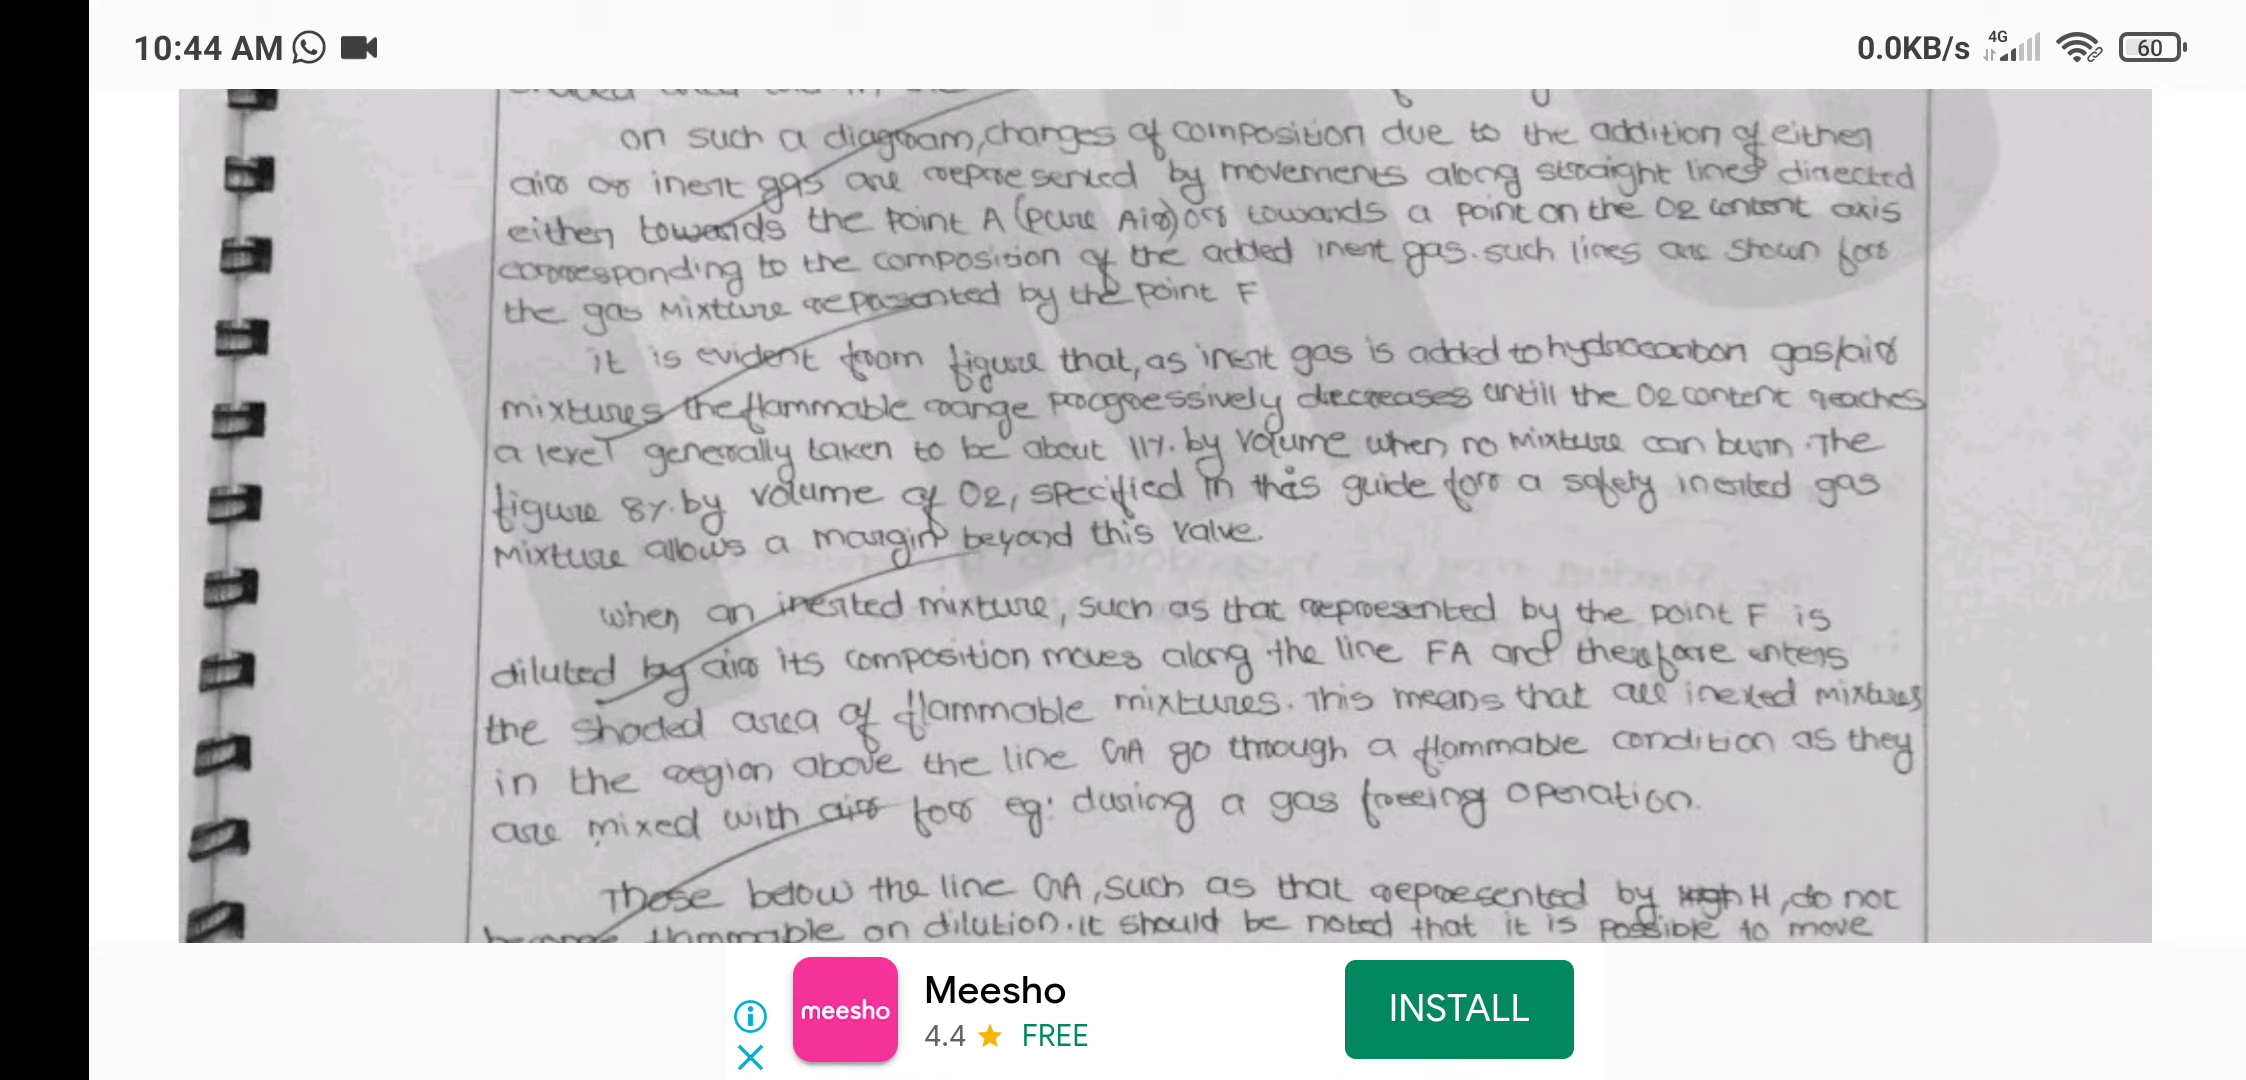 10:44 AM
0.0KB/s 4G 60
on such a diagram, changes of composition due to the addition of either
air or inert gas are represented by movements along straight lines directed
either towards the point A (pure Air) or towards a point on the O2 content axis
corresponding to the composition of the added inert gas. such lines are shown for
the gas mixture repasented by the point F
it is evident from figure that, as inert gas is added to hydrocarbon gas/air
mixtures the flammable range progressively decreases untill the O2 content reaches
a level generally taken to be about 11%. by volume when no mixture can burn. The
figure 8%. by volume of O2, specified in this guide for a safety inerted gas
mixture allows a margin beyond this value.
when an inerted mixture, such as that represented by the point F is
diluted by air its composition moves along the line FA and therefore enters
the shaded area of flammable mixtures. This means that all inerted mixtures
in the region above the line GA go through a flammable condition as they
are mixed with air for eg: during a gas freeing operation.
Those below the line GA, such as that represented by H, do not
become flammable on dilution. it should be noted that it is possible to move
meesho
Meesho
4.4 ★ FREE
INSTALL